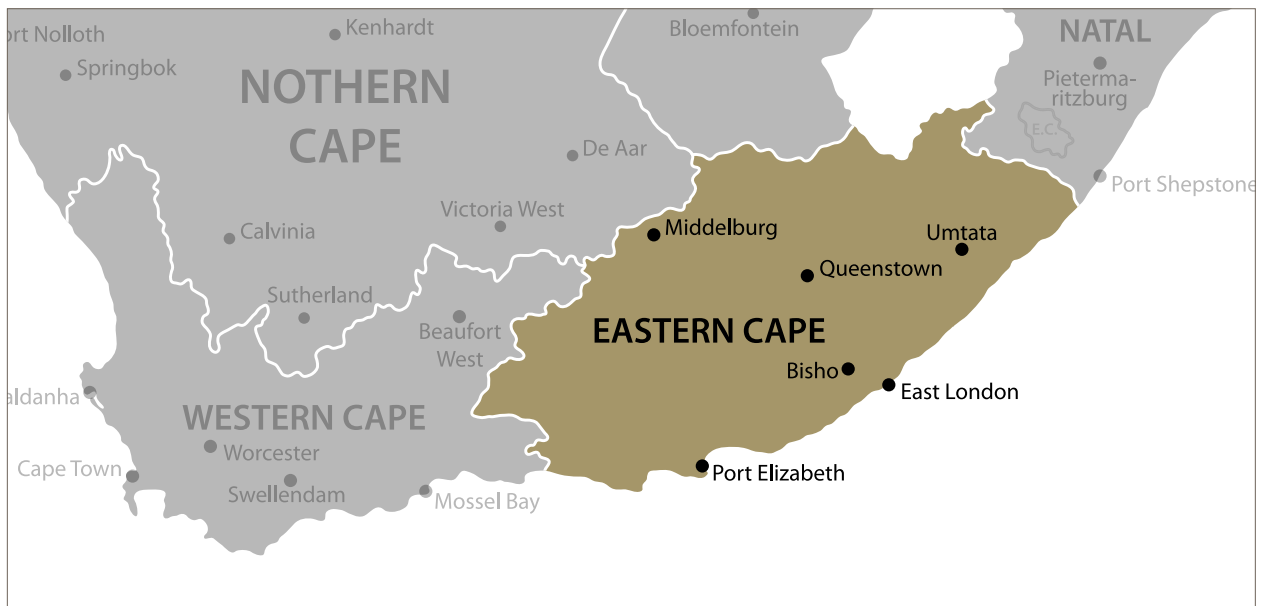 ort Nolloth
Kenhardt
Bloemfontein
NATAL
Springbok
Pieterma-
ritzburg
NOTHERN
CAPE
E.C.
De Aar
Port Shepstone
Victoria West
Calvinia
Middelburg
Umtata
Queenstown
Sutherland
Beaufort
West
EASTERN CAPE
Bisho
East London
aldanha
WESTERN CAPE
Worcester
Cape Town
Swellendam
Mossel Bay
Port Elizabeth